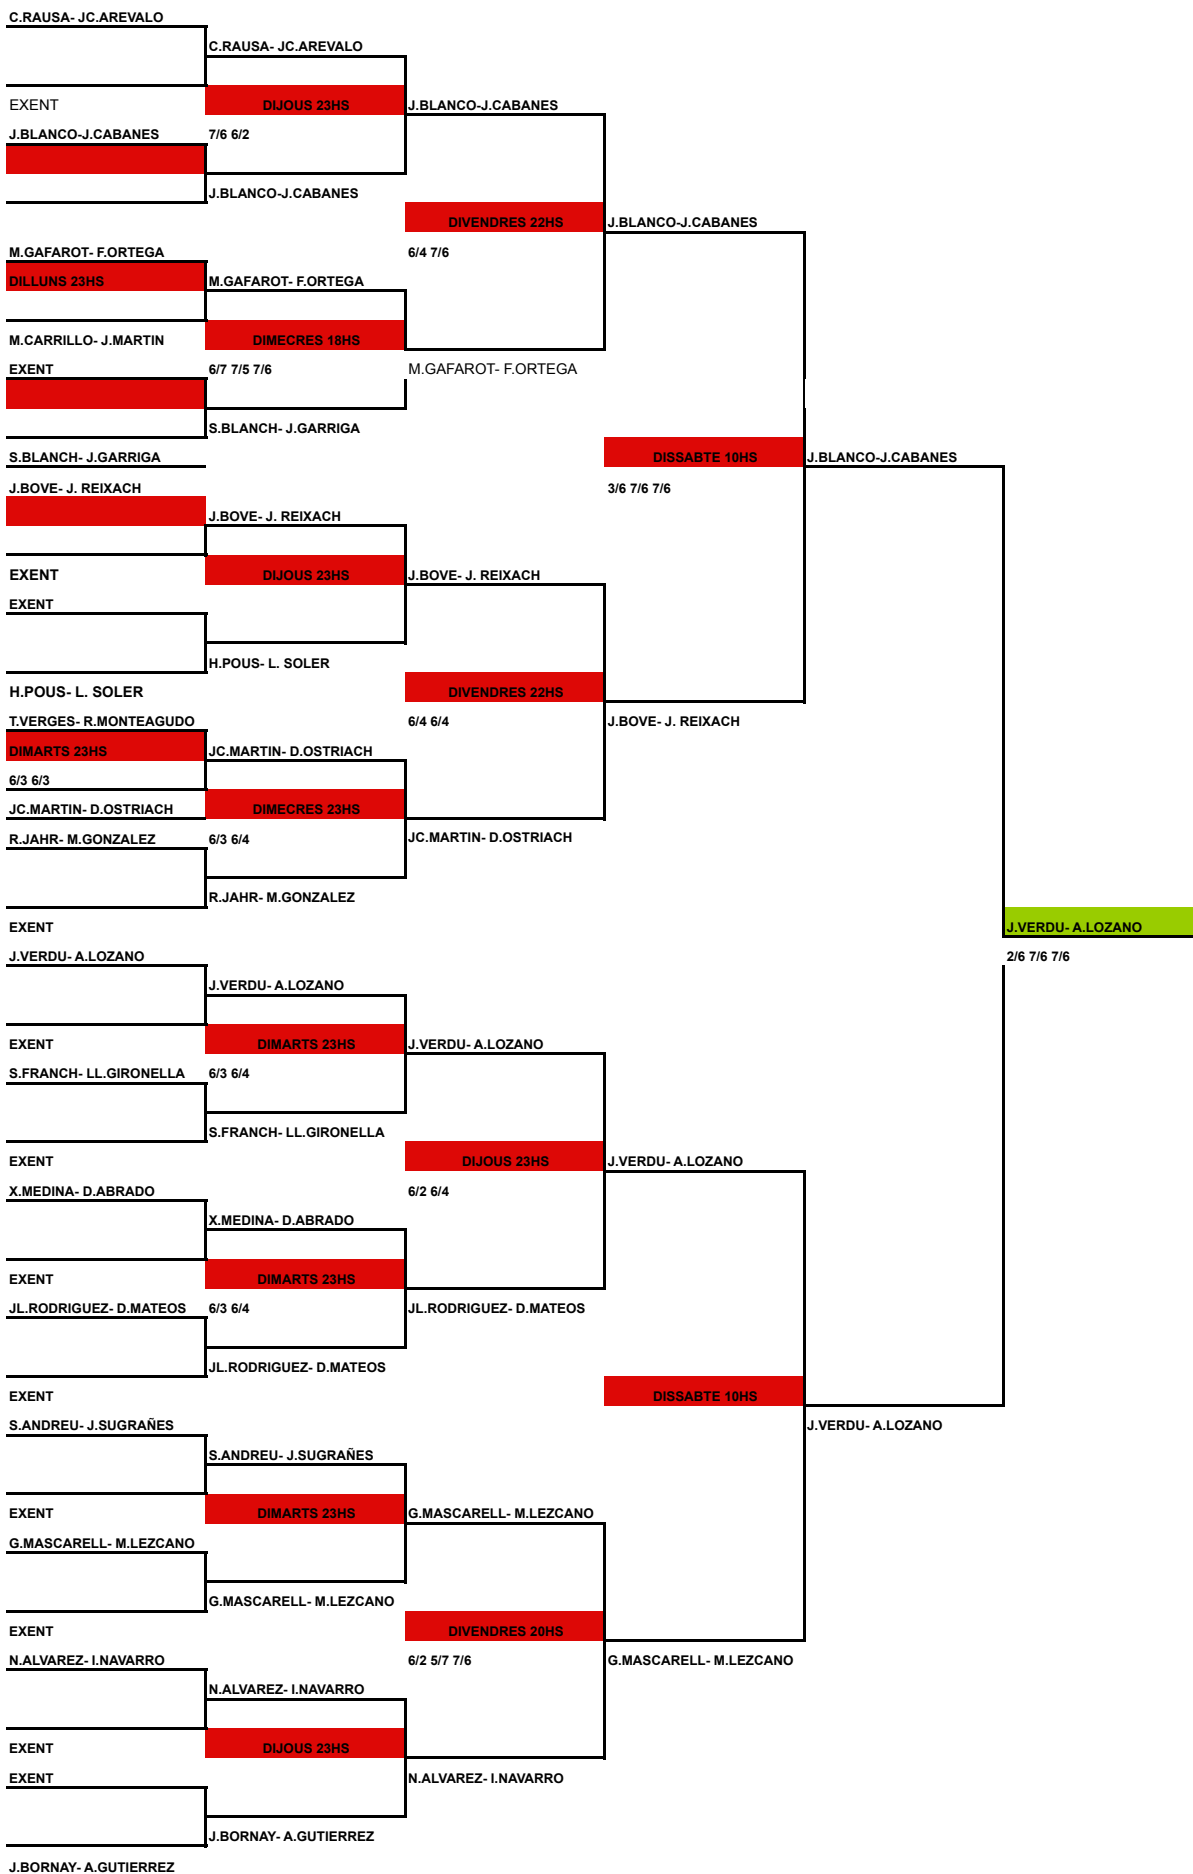 C.RAUSA- JC.AREVALO
C.RAUSA- JC.AREVALO
EXENT
DIJOUS 23HS
J.BLANCO-J.CABANES
J.BLANCO-J.CABANES
7/6 6/2
J.BLANCO-J.CABANES
DIVENDRES 22HS
J.BLANCO-J.CABANES
M.GAFAROT- F.ORTEGA
6/4 7/6
DILLUNS 23HS
M.GAFAROT- F.ORTEGA
M.CARRILLO- J.MARTIN
DIMECRES 18HS
EXENT
6/7 7/5 7/6
M.GAFAROT- F.ORTEGA
S.BLANCH- J.GARRIGA
S.BLANCH- J.GARRIGA
DISSABTE 10HS
J.BLANCO-J.CABANES
J.BOVE- J. REIXACH
3/6 7/6 7/6
J.BOVE- J. REIXACH
EXENT
DIJOUS 23HS
J.BOVE- J. REIXACH
EXENT
H.POUS- L. SOLER
H.POUS- L. SOLER
DIVENDRES 22HS
T.VERGES- R.MONTEAGUDO
6/4 6/4
J.BOVE- J. REIXACH
DIMARTS 23HS
JC.MARTIN- D.OSTRIACH
6/3 6/3
JC.MARTIN- D.OSTRIACH
DIMECRES 23HS
R.JAHR- M.GONZALEZ
6/3 6/4
JC.MARTIN- D.OSTRIACH
R.JAHR- M.GONZALEZ
EXENT
J.VERDU- A.LOZANO
J.VERDU- A.LOZANO
2/6 7/6 7/6
J.VERDU- A.LOZANO
EXENT
DIMARTS 23HS
J.VERDU- A.LOZANO
S.FRANCH- LL.GIRONELLA
6/3 6/4
S.FRANCH- LL.GIRONELLA
EXENT
DIJOUS 23HS
J.VERDU- A.LOZANO
X.MEDINA- D.ABRADO
6/2 6/4
X.MEDINA- D.ABRADO
EXENT
DIMARTS 23HS
JL.RODRIGUEZ- D.MATEOS
6/3 6/4
JL.RODRIGUEZ- D.MATEOS
JL.RODRIGUEZ- D.MATEOS
EXENT
DISSABTE 10HS
S.ANDREU- J.SUGRAÑES
J.VERDU- A.LOZANO
S.ANDREU- J.SUGRAÑES
EXENT
DIMARTS 23HS
G.MASCARELL- M.LEZCANO
G.MASCARELL- M.LEZCANO
G.MASCARELL- M.LEZCANO
EXENT
DIVENDRES 20HS
N.ALVAREZ- I.NAVARRO
6/2 5/7 7/6
G.MASCARELL- M.LEZCANO
N.ALVAREZ- I.NAVARRO
EXENT
DIJOUS 23HS
EXENT
N.ALVAREZ- I.NAVARRO
J.BORNAY- A.GUTIERREZ
J.BORNAY- A.GUTIERREZ